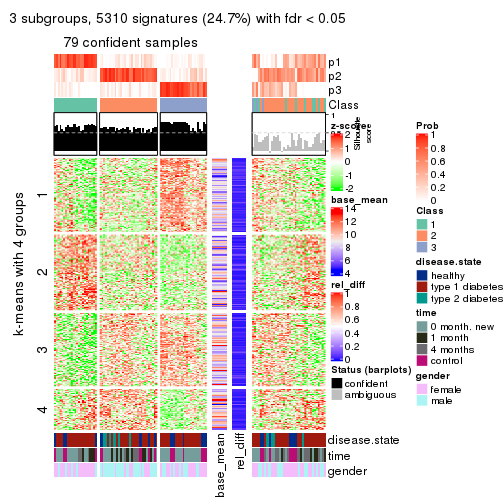 3 subgroups, 5310 signatures (24.7%) with fdr < 0.05
79 confident samples
p1
p2
p3
Class
1
0.5
Silhouette
score
k-means with 4 groups
1
2
3
4
z-score
2
1
0
-1
-2
base_mean
14
12
10
8
6
4
rel_diff
1
0.8
0.6
0.4
0.2
0
Status (barplots)
confident
ambiguous
Prob
1
0.8
0.6
0.4
0.2
0
Class
1
2
3
disease.state
healthy
type 1 diabetes
type 2 diabetes
time
0 month. new
1 month
4 months
control
gender
female
male
disease.state
time
gender
base_mean
rel_diff